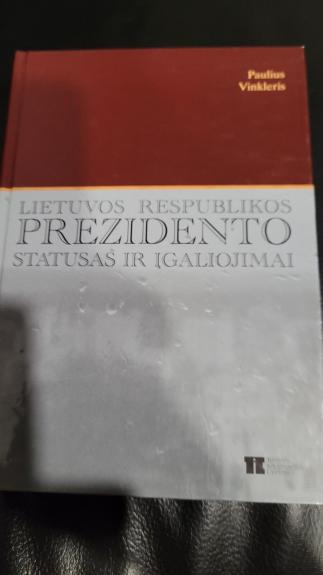 Paulius
Vinkleris
LIETUVOS RESPUBLIKOS
PREZIDENTO
STATUSAS IR ĮGALIOJIMAI